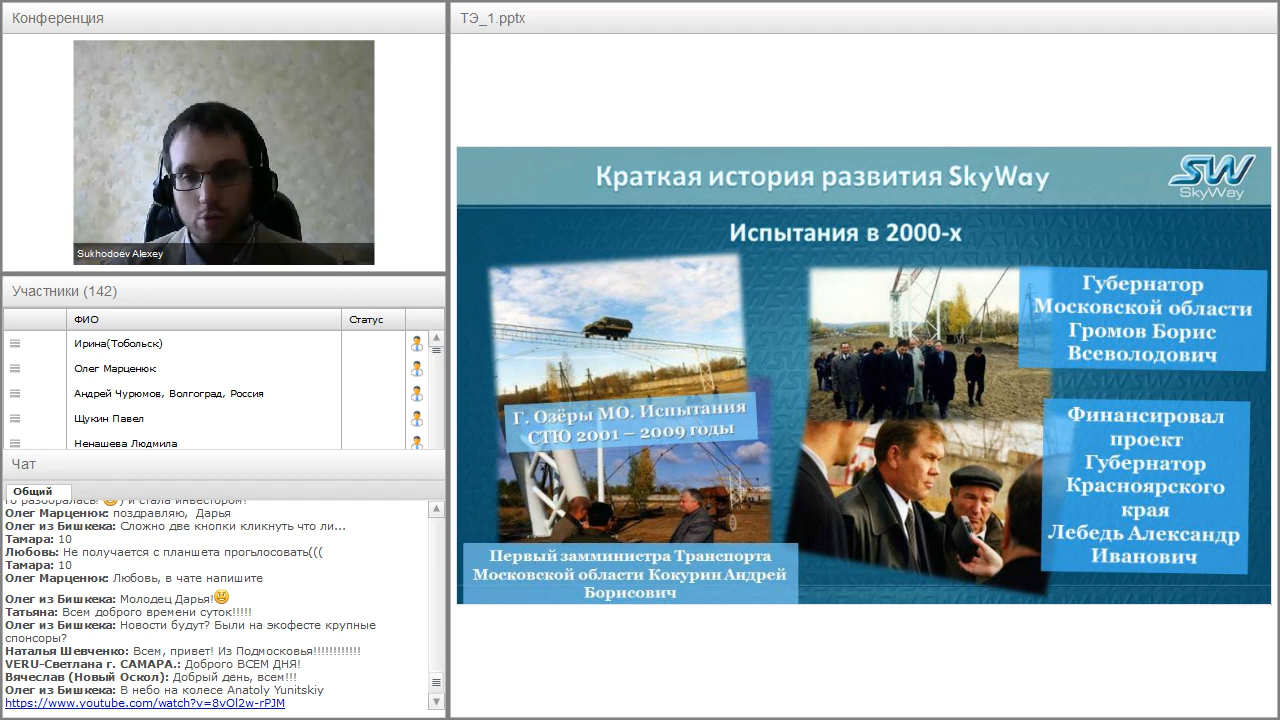 Конференция
Sukhodoev Alexey
Участники (142)
ФИО
Статус
Ирина(Тобольск)
Олег Марценюк
Андрей Чурюмов, Волгоград, Россия
Щукин Павел
Ненашева Людмила
Чат
Общий
) и стала инвестором!
Олег Марценюк: поздравляю, Дарья
Олег из Бишкека: Сложно две кнопки кликнуть что ли...
Тамара: 10
Любовь: Не получается с планшета прогьлосовать(((
Тамара: 10
Олег Марценюк: Любовь, в чате напишите
Олег из Бишкека: Молодец Дарья!
Татьяна: Всем доброго времени суток!!!!!
Олег из Бишкека: Новости будут? Были на экофесте крупные
спонсоры?
Наталья Шевченко: Всем, привет! Из Подмосковья!!!!!!!!!!!!
VERU-Светлана г. САМАРА.: Доброго ВСЕМ ДНЯ!
Вячеслав (Новый Оскол): Добрый день, всем!!!
Олег из Бишкека: В небо на колесе Anatoly Yunitskiy
https://www.youtube.com/watch?v=8vOl2w-rPJM
ТЭ_1.pptx
Краткая история развития SkyWay
SW
SkyWay
Испытания в 2000-х
Г. Озёры МО. Испытания
СТЮ 2001 – 2009 годы
Первый замминистра Транспорта
Московской области Кокурин Андрей
Борисович
Губернатор
Московской области
Громов Борис
Всеволодович
Финансировал
проект
Губернатор
Красноярского
края
Лебедь Александр
Иванович